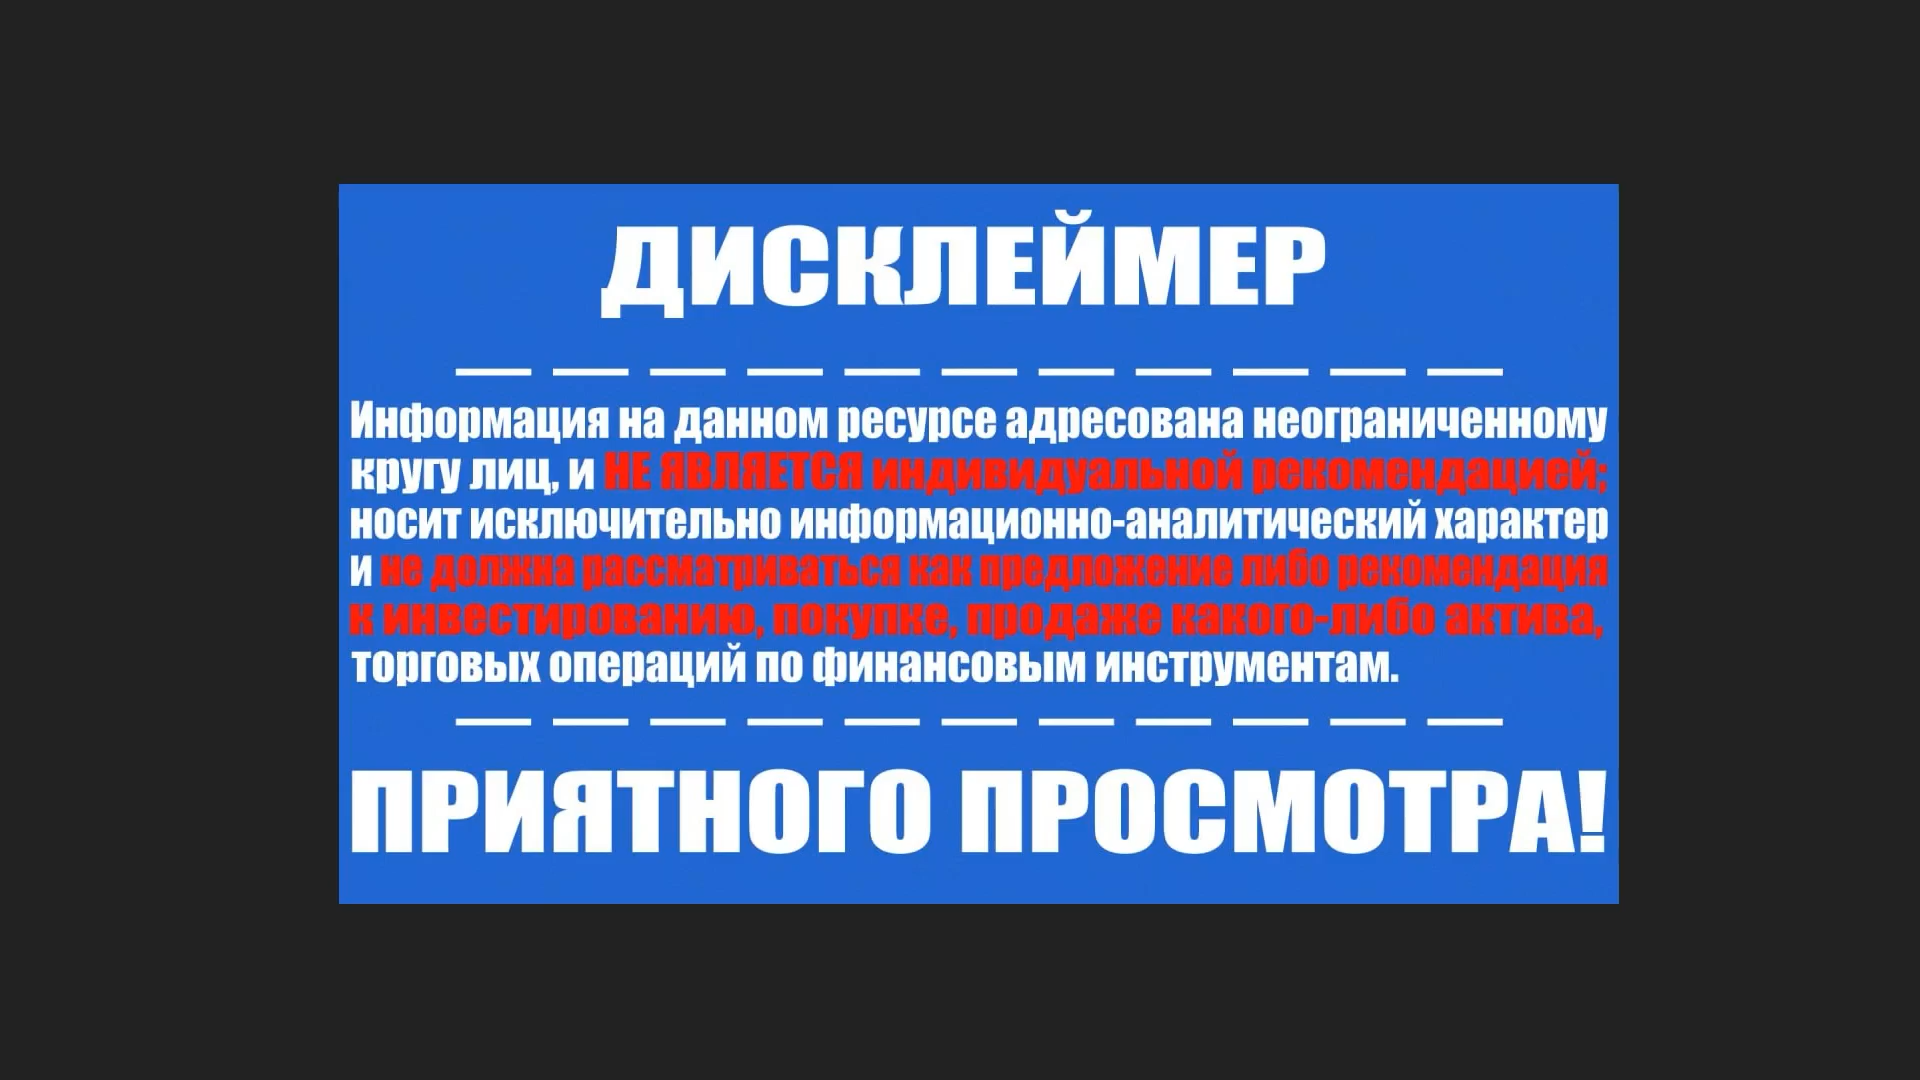 ДИСКЛЕЙМЕР
Информация на данном ресурсе адресована неограниченному
кругу лиц, и НЕ ЯВЛЯЕТСЯ индивидуальной рекомендацией;
носит исключительно информационно-аналитический характер
и не должна рассматриваться как предложение либо рекомендация
к инвестированию, покупке, продаже какого-либо актива,
торговых операций по финансовым инструментам.
ПРИЯТНОГО ПРОСМОТРА!